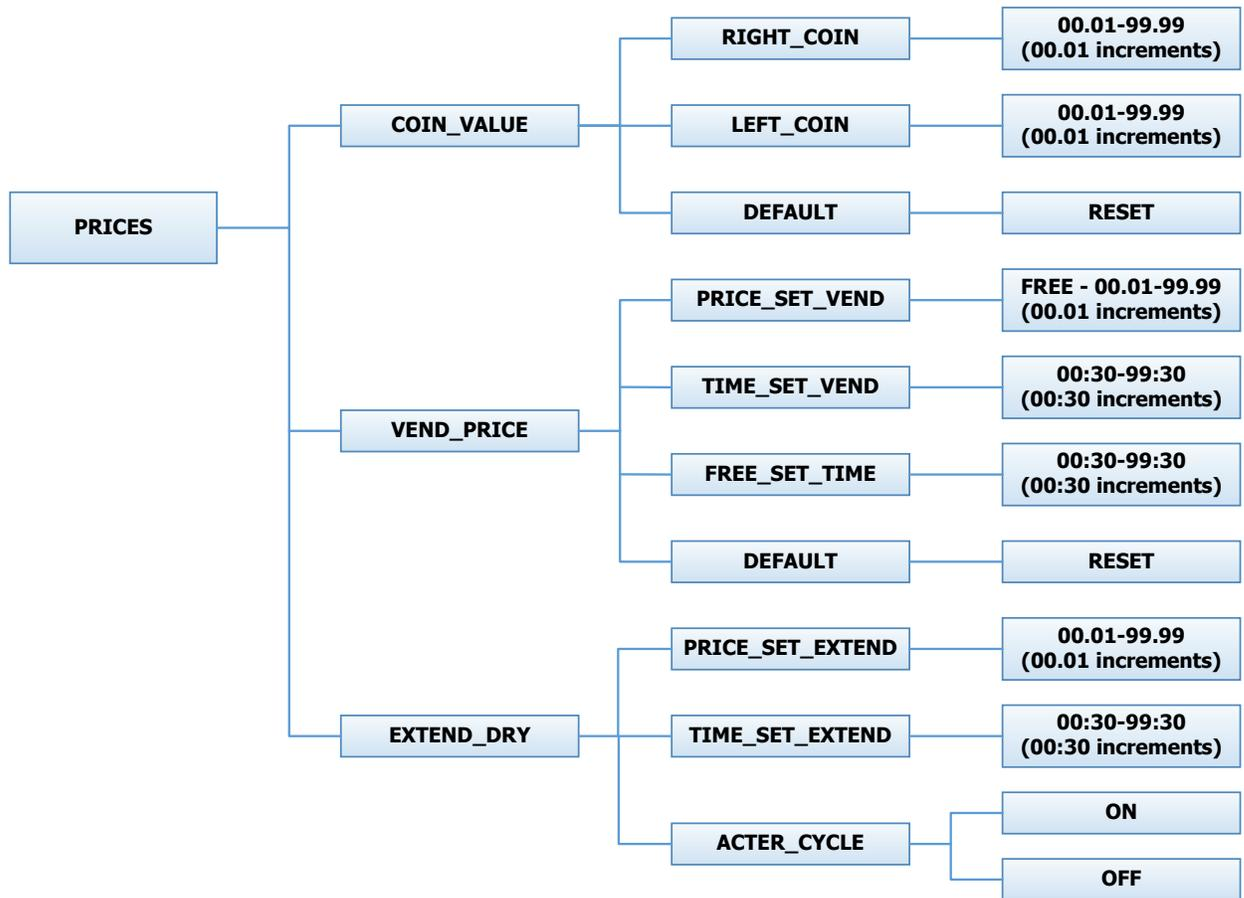 PRICES
COIN_VALUE
RIGHT_COIN
00.01-99.99
(00.01 increments)
LEFT_COIN
00.01-99.99
(00.01 increments)
DEFAULT
RESET
VEND_PRICE
PRICE_SET_VEND
FREE - 00.01-99.99
(00.01 increments)
TIME_SET_VEND
00:30-99:30
(00:30 increments)
FREE_SET_TIME
00:30-99:30
(00:30 increments)
DEFAULT
RESET
EXTEND_DRY
PRICE_SET_EXTEND
00.01-99.99
(00.01 increments)
TIME_SET_EXTEND
00:30-99:30
(00:30 increments)
ACTER_CYCLE
ON
OFF